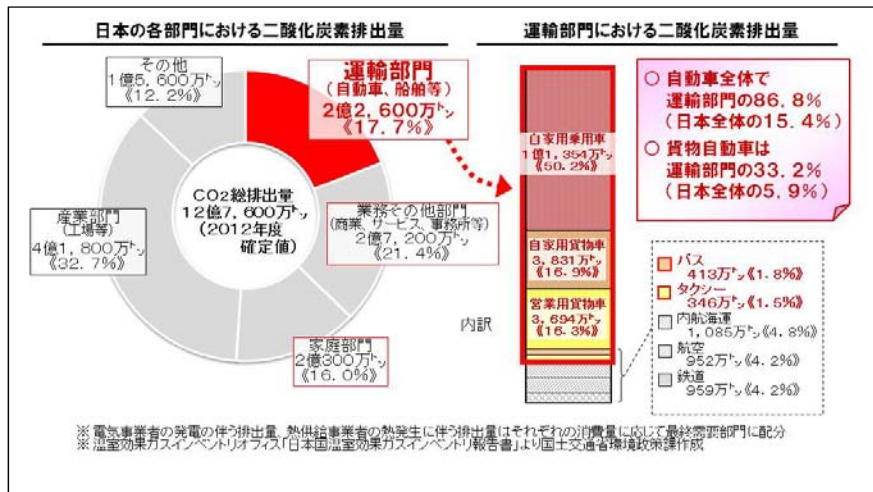 日本の各部門における二酸化炭素排出量
その他
1億5,600万㌧
《12.2%》
運輸部門
(自動車、船舶等)
2億2,600万㌧
《17.7%》
CO2総排出量
12億7,600万㌧
(2012年度
確定値)
産業部門
(工場等)
4億1,800万㌧
《32.7%》
業務その他部門
(商業、サービス、事務所等)
2億7,200万㌧
《21.4%》
家庭部門
2億300万㌧
《16.0%》
運輸部門における二酸化炭素排出量
自家用乗用車
1億1,354万㌧
《50.2%》
自家用貨物車
3,831万㌧
《16.9%》
営業用貨物車
3,694万㌧
《16.3%》
内訳
○ 自動車全体で
運輸部門の86.8%
(日本全体の15.4%)
○ 貨物自動車は
運輸部門の33.2%
(日本全体の5.9%)
バス
413万㌧《1.8%》
タクシー
346万㌧《1.5%》
内航海運
1,085万㌧《4.8%》
航空
952万㌧《4.2%》
鉄道
959万㌧《4.2%》
※ 電気事業者の発電の伴う排出量、熱供給事業者の熱発生に伴う排出量はそれぞれの消費量に応じて最終需要部門に配分
※ 温室効果ガスインベントリオフィス「日本国温室効果ガスインベントリ報告書」より国土交通省環境政策課作成